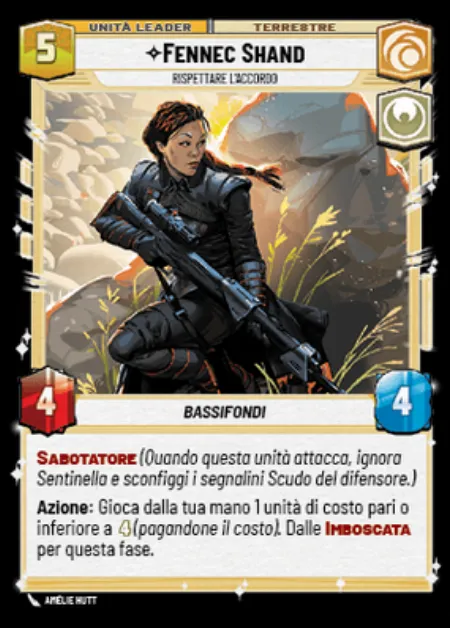 UNITÀ LEADER TERRESTRE
5
✧FENNEC SHAND
RISPETTARE L'ACCORDO
4 4
BASSIFONDI
SABOTATORE (Quando questa unità attacca, ignora
Sentinella e sconfiggi i segnalini Scudo del difensore.)
Azione: Gioca dalla tua mano 1 unità di costo pari o
inferiore a 4 (pagandone il costo). Dalle IMBOSCATA
per questa fase.
AMÉLIE HUTT